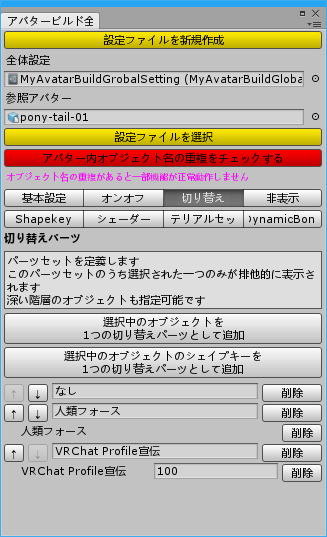 アバタービルド全
設定ファイルを新規作成
全体設定
MyAvatarBuildGrobalSetting (MyAvatarBuildGloba
参照アバター
pony-tail-01
設定ファイルを選択
アバター内オブジェクト名の重複をチェックする
オブジェクト名の重複があると一部機能が正常動作しません
基本設定 オンオフ 切り替え 非表示
Shapekey シェーダー テリアルセッ ynamicBon
切り替えパーツ
パーツセットを定義します
このパーツセットのうち選択された一つのみが排他的に表示さ
れます
深い階層のオブジェクトも指定可能です
選択中のオブジェクトを
1つの切り替えパーツとして追加
選択中のオブジェクトのシェイプキーを
1つの切り替えパーツとして追加
↑ ↓ なし 削除
↑ ↓ 人類フォース 削除
人類フォース 削除
↑ ↓ VRChat Profile宣伝 削除
VRChat Profile宣伝 100 削除